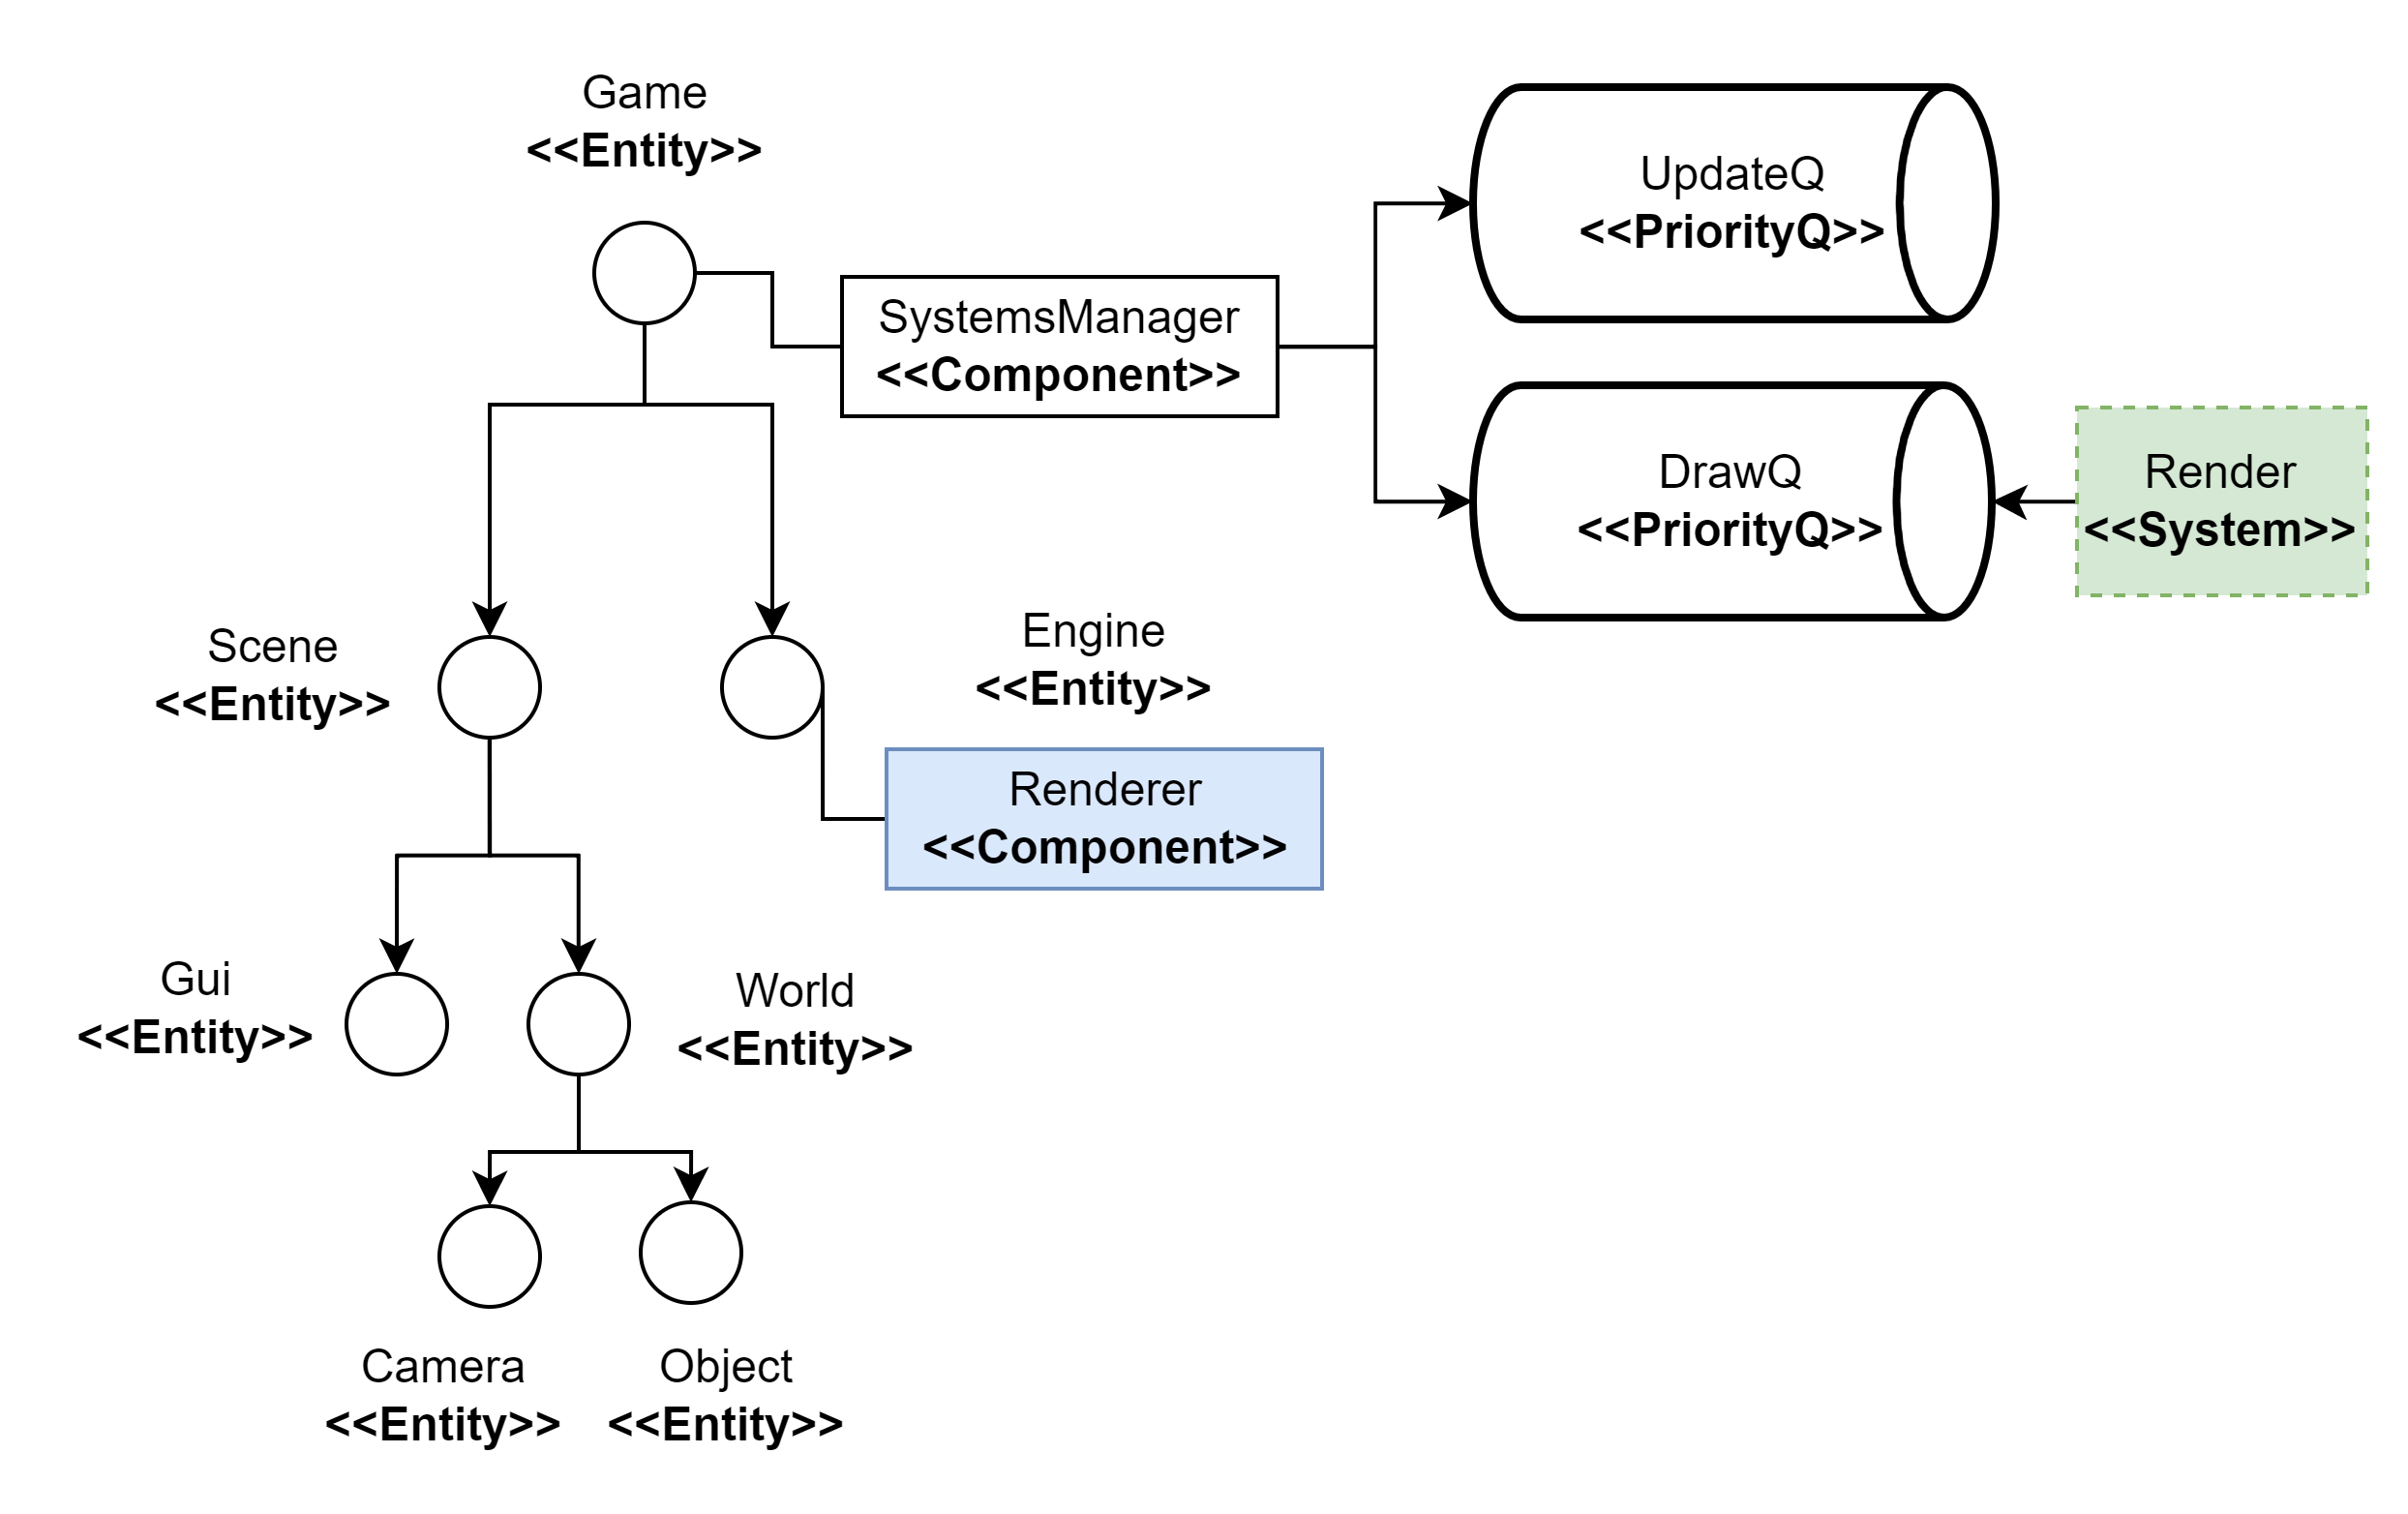 Game
<<Entity>>
UpdateQ
<<PriorityQ>>
SystemsManager
<<Component>>
DrawQ
<<PriorityQ>>
Render
<<System>>
Scene
<<Entity>>
Engine
<<Entity>>
Renderer
<<Component>>
Gui
<<Entity>>
World
<<Entity>>
Camera
<<Entity>>
Object
<<Entity>>